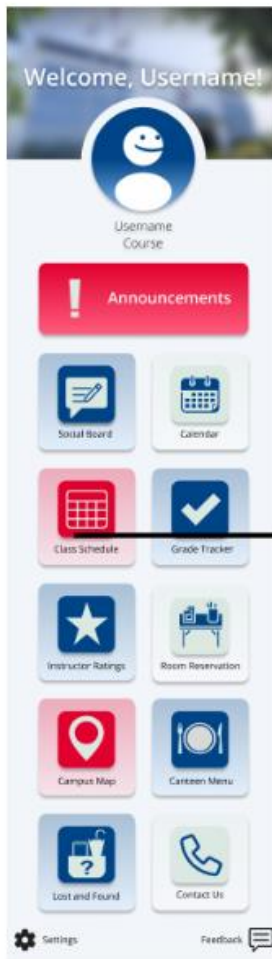 Welcome, Username!
Username
Course
! Announcements
Social Board
Calendar
Class Schedule
Grade Tracker
Instructor Ratings
Room Reservation
Campus Map
Canteen Menu
?
Lost and Found
Contact Us
Settings
Feedback